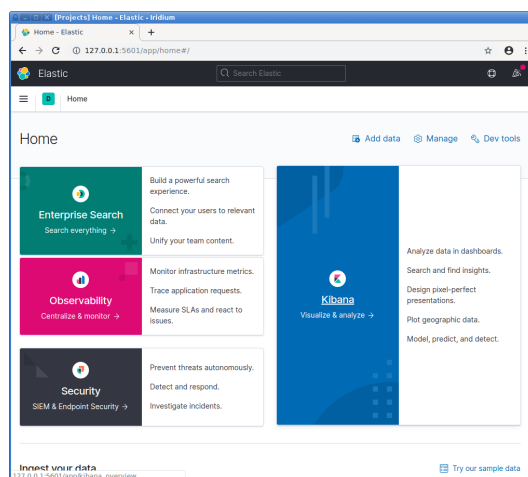 [Projects] Home - Elastic - Iridium
Home - Elastic
127.0.0.1:5601/app/home#/
Elastic
Search Elastic
D
Home
Home
Add data
Manage
Dev tools
Enterprise Search
Search everything →
Build a powerful search
experience.
Connect your users to relevant
data.
Unify your team content.
Observability
Centralize & monitor →
Monitor infrastructure metrics.
Trace application requests.
Measure SLAs and react to
issues.
Security
SIEM & Endpoint Security →
Prevent threats autonomously.
Detect and respond.
Investigate incidents.
Kibana
Visualize & analyze →
Analyze data in dashboards.
Search and find insights.
Design pixel-perfect
presentations.
Plot geographic data.
Model, predict, and detect.
Ingest your data
Try our sample data
127.0.0.1:5601/app/kibana_overview